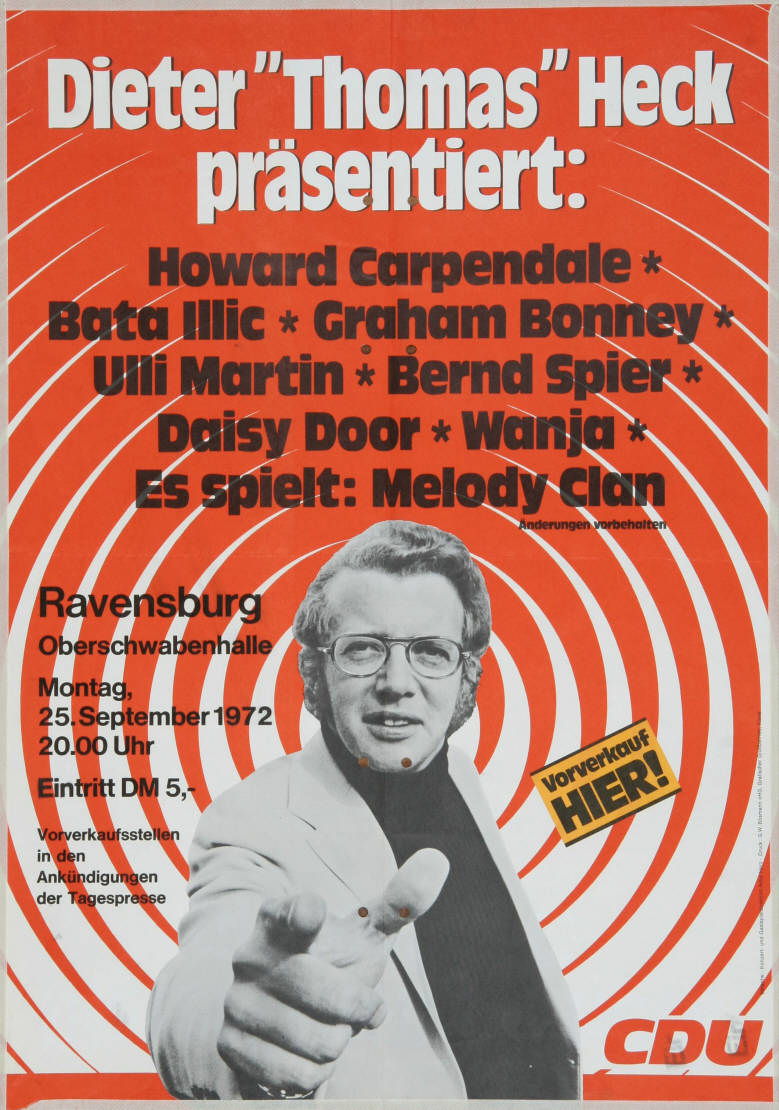 Dieter "Thomas" Heck
präsentiert:
Howard Carpendale *
Bata Illic * Graham Bonney *
Ulli Martin * Bernd Spier *
Daisy Door * Wanja *
Es spielt: Melody Clan
Änderungen vorbehalten
Ravensburg
Oberschwabenhalle
Montag,
25. September 1972
20.00 Uhr
Eintritt DM 5,-
Vorverkaufsstellen
in den
Ankündigungen
der Tagespresse
Vorverkauf
HIER!
CDU